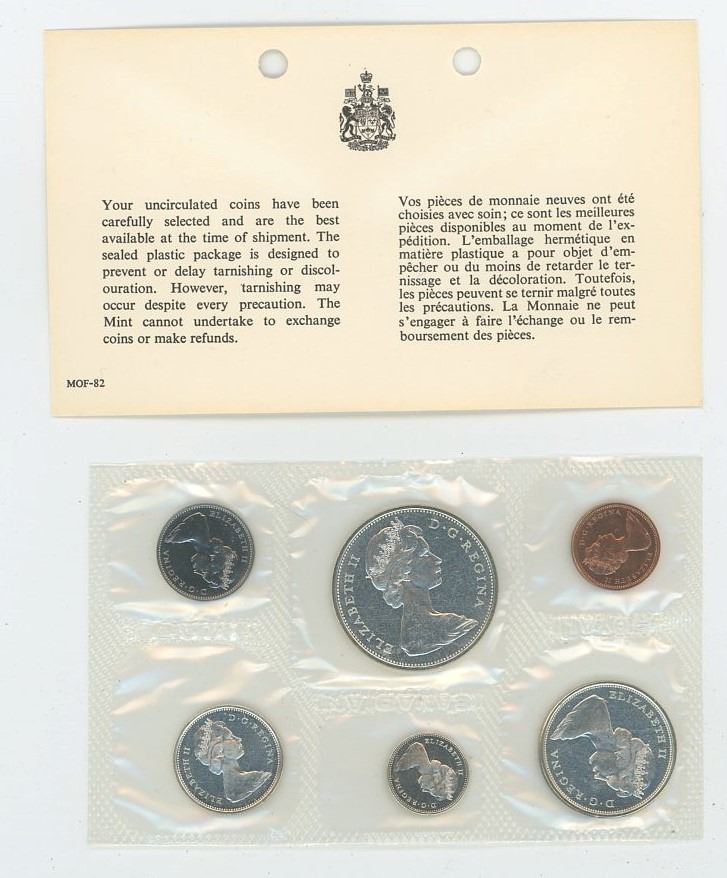 Your uncirculated coins have been
carefully selected and are the best
available at the time of shipment. The
sealed plastic package is designed to
prevent or delay tarnishing or discol-
ouration. However, tarnishing may
occur despite every precaution. The
Mint cannot undertake to exchange
coins or make refunds.
Vos pièces de monnaie neuves ont été
choisies avec soin; ce sont les meilleures
pièces disponibles au moment de l'ex-
pédition. L'emballage hermétique en
matière plastique a pour objet d'em-
pêcher ou du moins de retarder le ter-
nissage et la décoloration. Toutefois,
les pièces peuvent se ternir malgré toutes
les précautions. La Monnaie ne peut
s'engager à faire l'échange ou le rem-
boursement des pièces.
MOF-82
ELIZABETH II D·G·REGINA
ELIZABETH II D·G·REGINA
ELIZABETH II D·G·REGINA
ELIZABETH II D·G·REGINA
ELIZABETH II D·G·REGINA
ELIZABETH II D·G·REGINA